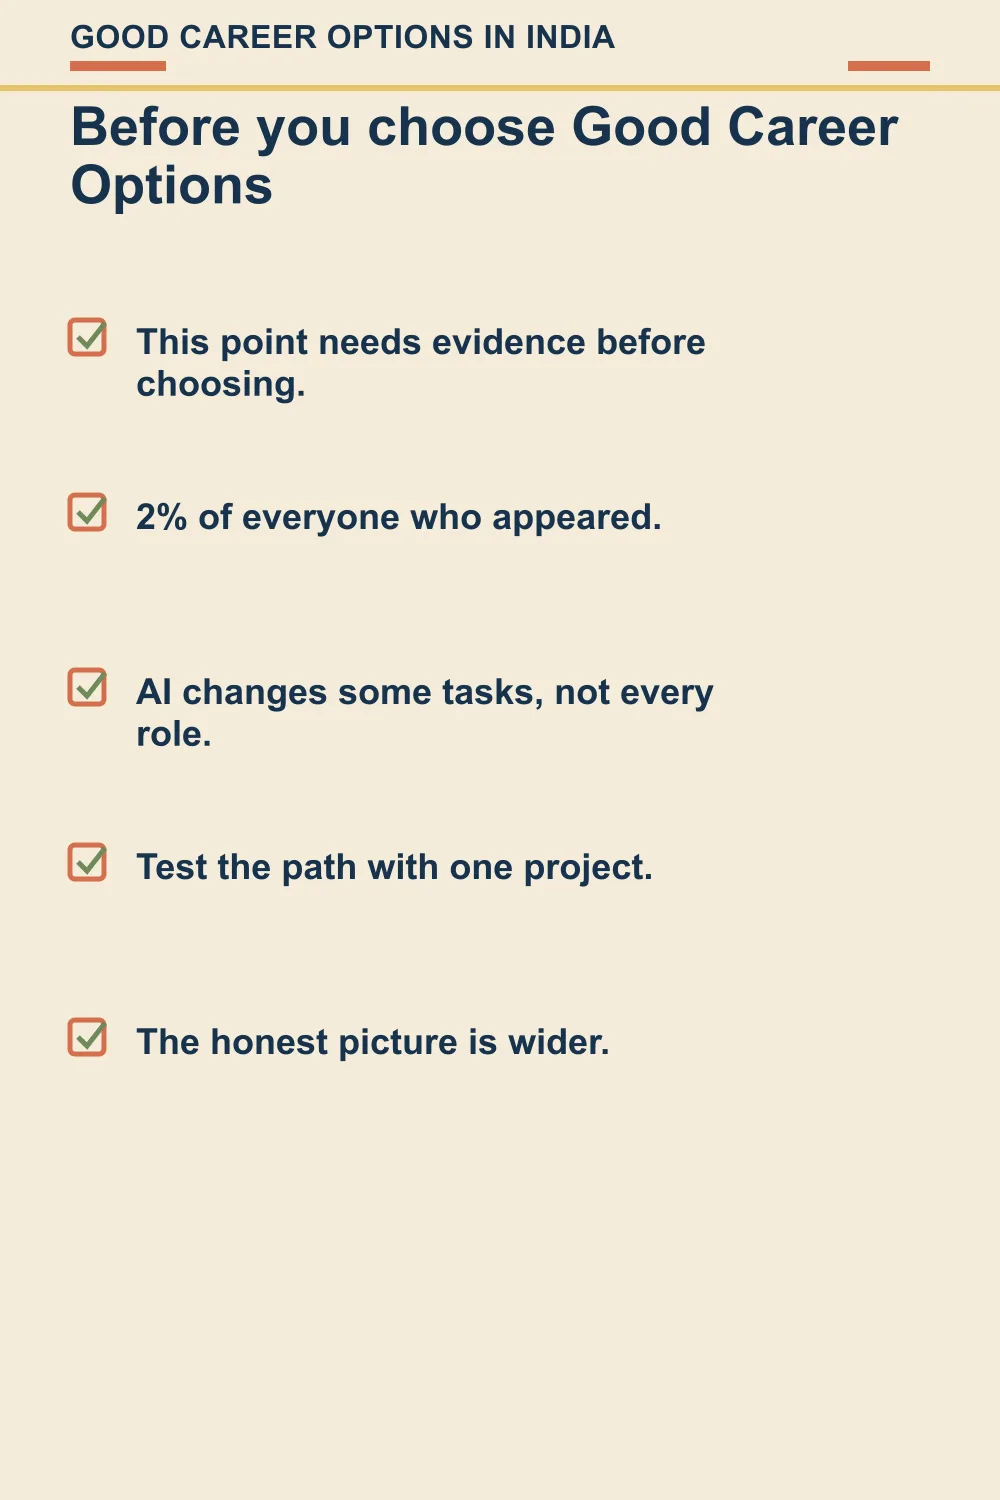 GOOD CAREER OPTIONS IN INDIA
Before you choose Good Career
Options
This point needs evidence before
choosing.
2% of everyone who appeared.
AI changes some tasks, not every
role.
Test the path with one project.
The honest picture is wider.